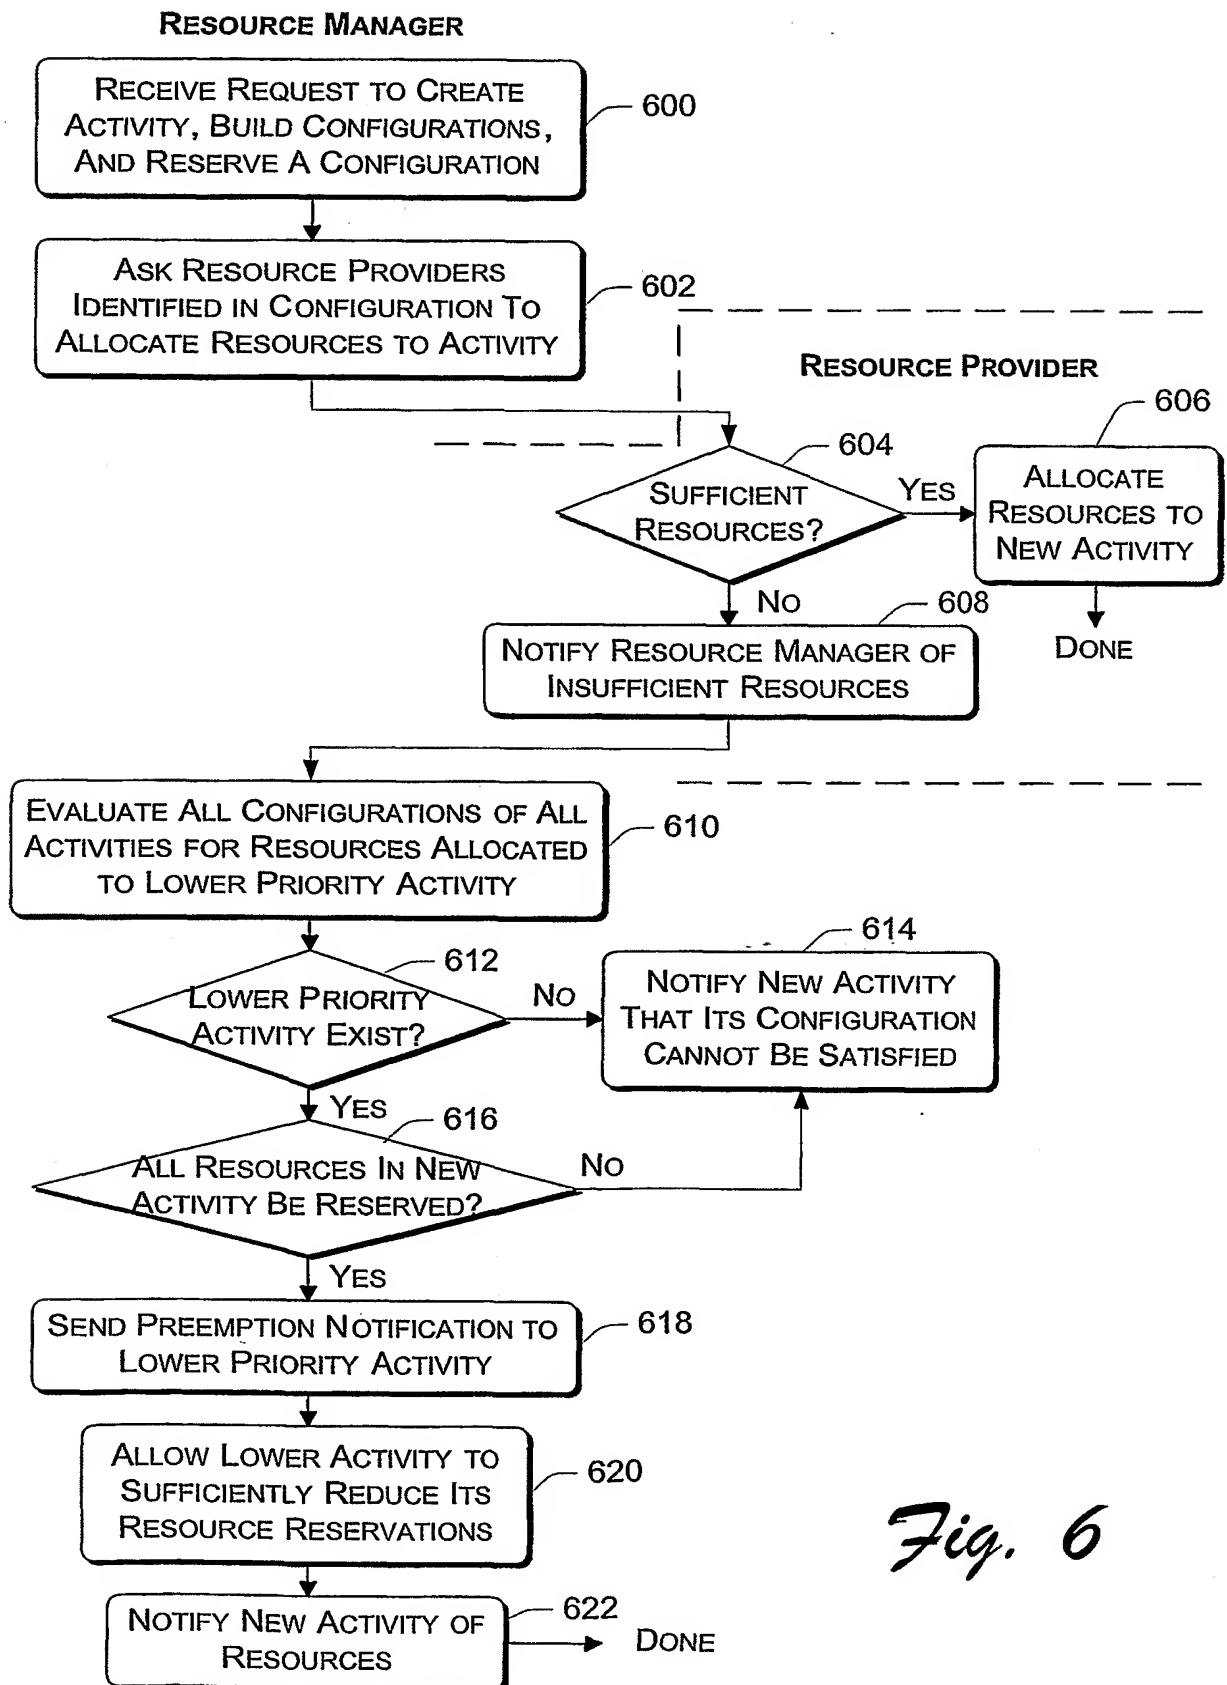 RESOURCE MANAGER
RECEIVE REQUEST TO CREATE
ACTIVITY, BUILD CONFIGURATIONS,
AND RESERVE A CONFIGURATION
600
ASK RESOURCE PROVIDERS
IDENTIFIED IN CONFIGURATION TO
ALLOCATE RESOURCES TO ACTIVITY
602
RESOURCE PROVIDER
604
SUFFICIENT
RESOURCES?
YES
606
ALLOCATE
RESOURCES TO
NEW ACTIVITY
DONE
NO
608
NOTIFY RESOURCE MANAGER OF
INSUFFICIENT RESOURCES
EVALUATE ALL CONFIGURATIONS OF ALL
ACTIVITIES FOR RESOURCES ALLOCATED
TO LOWER PRIORITY ACTIVITY
610
612
LOWER PRIORITY
ACTIVITY EXIST?
NO
614
NOTIFY NEW ACTIVITY
THAT ITS CONFIGURATION
CANNOT BE SATISFIED
YES
616
ALL RESOURCES IN NEW
ACTIVITY BE RESERVED?
NO
YES
SEND PREEMPTION NOTIFICATION TO
LOWER PRIORITY ACTIVITY
618
ALLOW LOWER ACTIVITY TO
SUFFICIENTLY REDUCE ITS
RESOURCE RESERVATIONS
620
NOTIFY NEW ACTIVITY OF
RESOURCES
622
DONE
Fig. 6